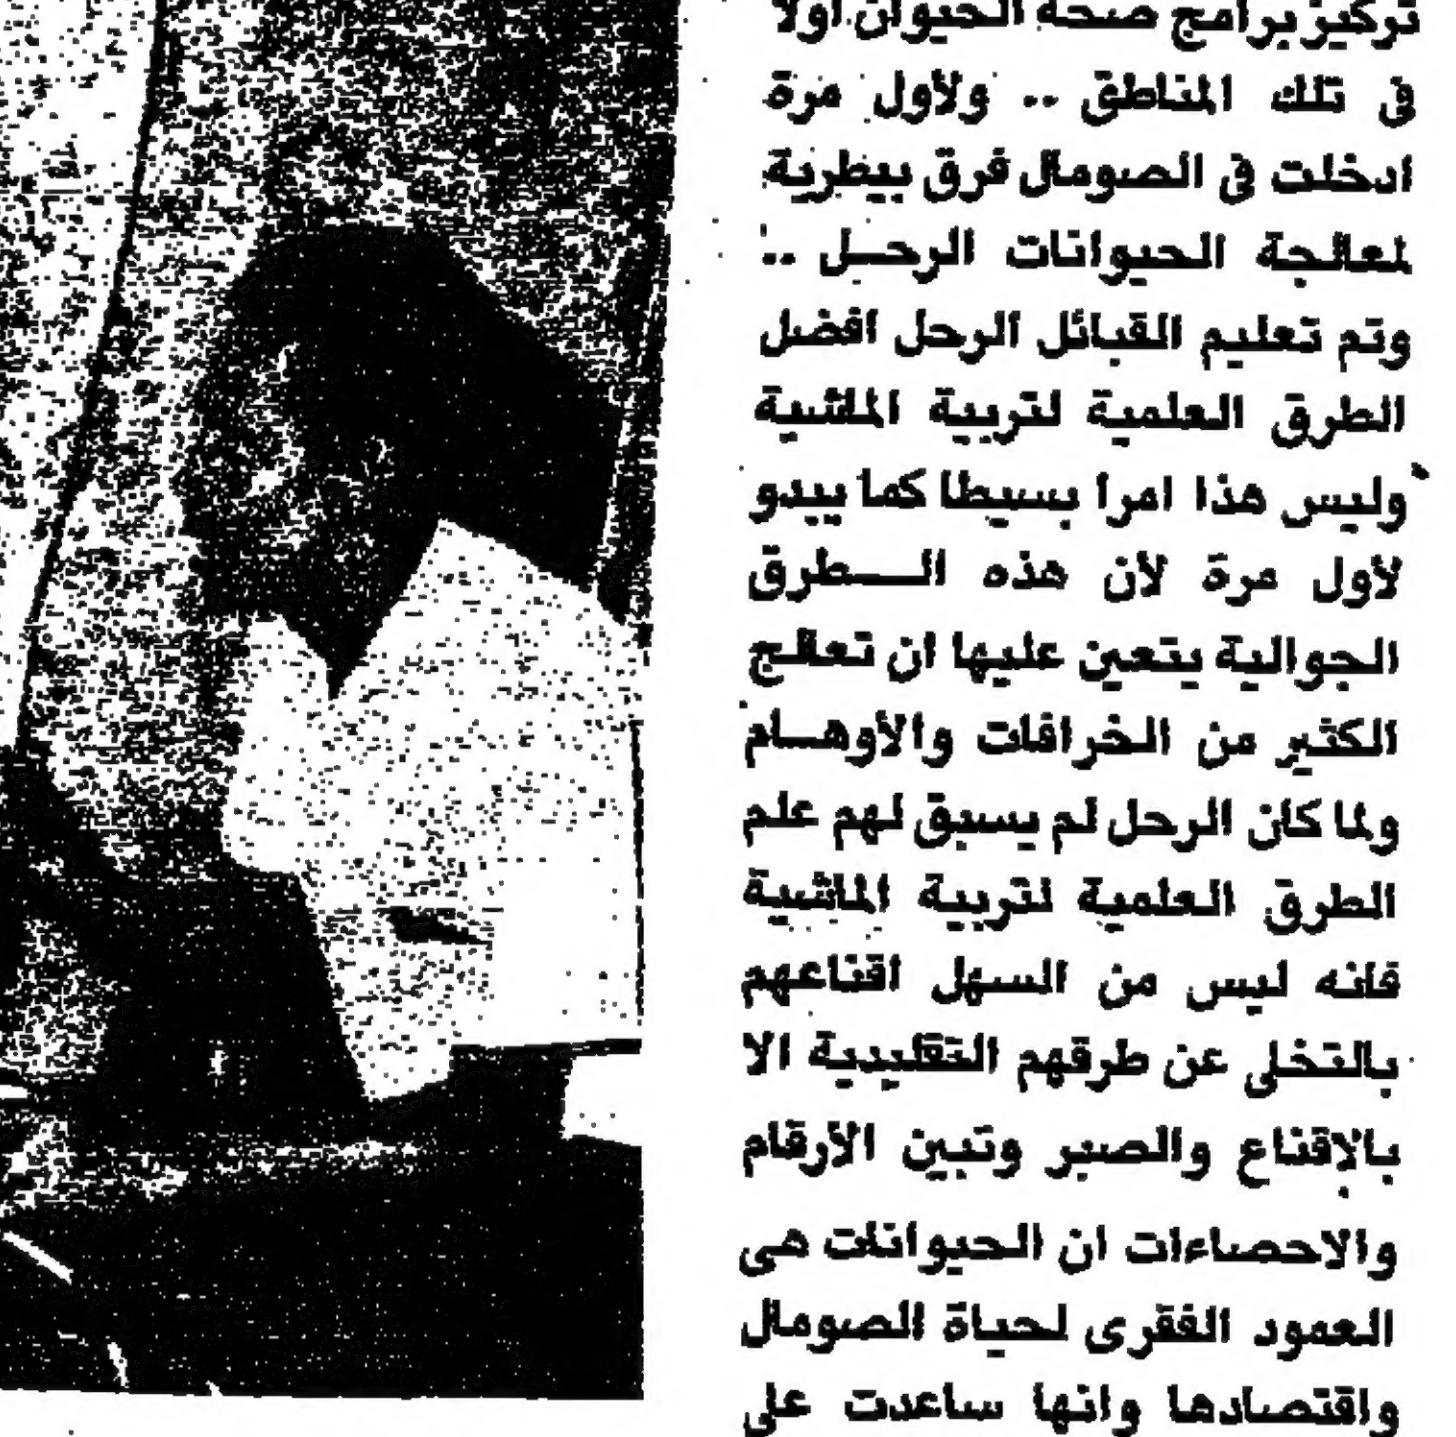 تركيز برامج صحة الحيوان اولا
فى تلك المناطق .. ولأول مرة
ادخلت فى الصومال فرق بيطرية
لمعالجة الحيوانات الرحـل ..
وتم تعليم القبائل الرحل افضل
الطرق العلمية لتربية الماشية
وليس هذا امرا بسيطا كما يبدو
لأول مرة لأن هذه الـــطرق
الجوالية يتعين عليها ان تعالج
الكثير من الخرافات والأوهـام
ولما كان الرحل لم يسبق لهم علم
الطرق العلمية لتربية الماشية
فانه ليس من السهل اقناعهم
بالتخلى عن طرقهم التقليدية الا
بالإقناع والصبر وتبين الأرقام
والاحصاءات ان الحيوانات هى
العمود الفقرى لحياة الصومال
واقتصادها وانها ساعدت على